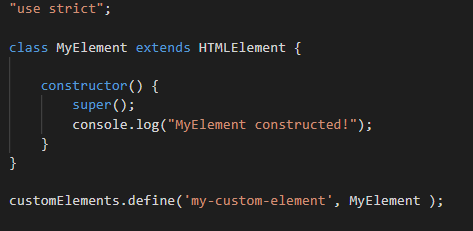 "use strict";
class MyElement extends HTMLElement {
constructor() {
super();
console.log("MyElement constructed!");
}
}
customElements.define('my-custom-element', MyElement );